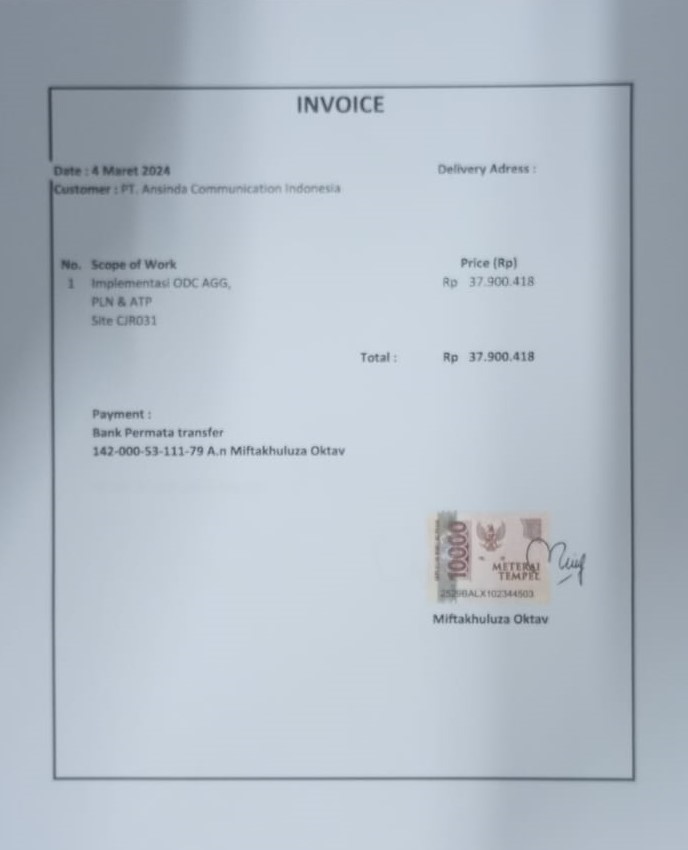 INVOICE
Date : 4 Maret 2024
Delivery Adress :
Customer : PT. Ansinda Communication Indonesia
No. Scope of Work Price (Rp)
1 Implementasi ODC AGG, Rp 37.900.418
PLN & ATP
Site CJR031
Total : Rp 37.900.418
Payment :
Bank Permata transfer
142-000-53-111-79 A.n Miftakhuluza Oktav
10000
METERAI
TEMPEL
2529BALX102344503
Miftakhuluza Oktav